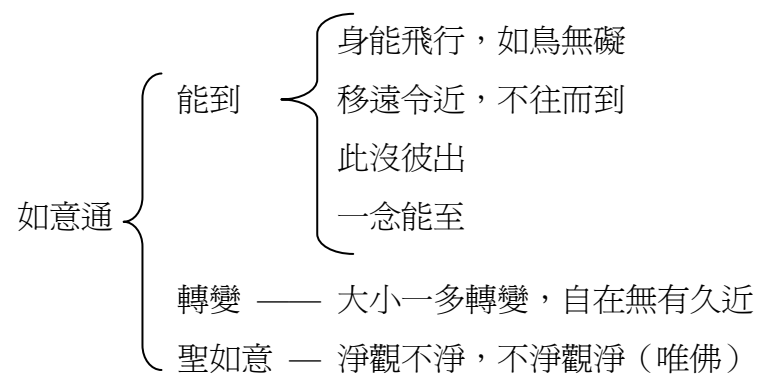 身能飛行，如鳥無礙
能到
移遠令近，不往而到
此沒彼出
如意通
一念能至
轉變 —— 大小一多轉變，自在無有久近
聖如意 — 淨觀不淨，不淨觀淨（唯佛）